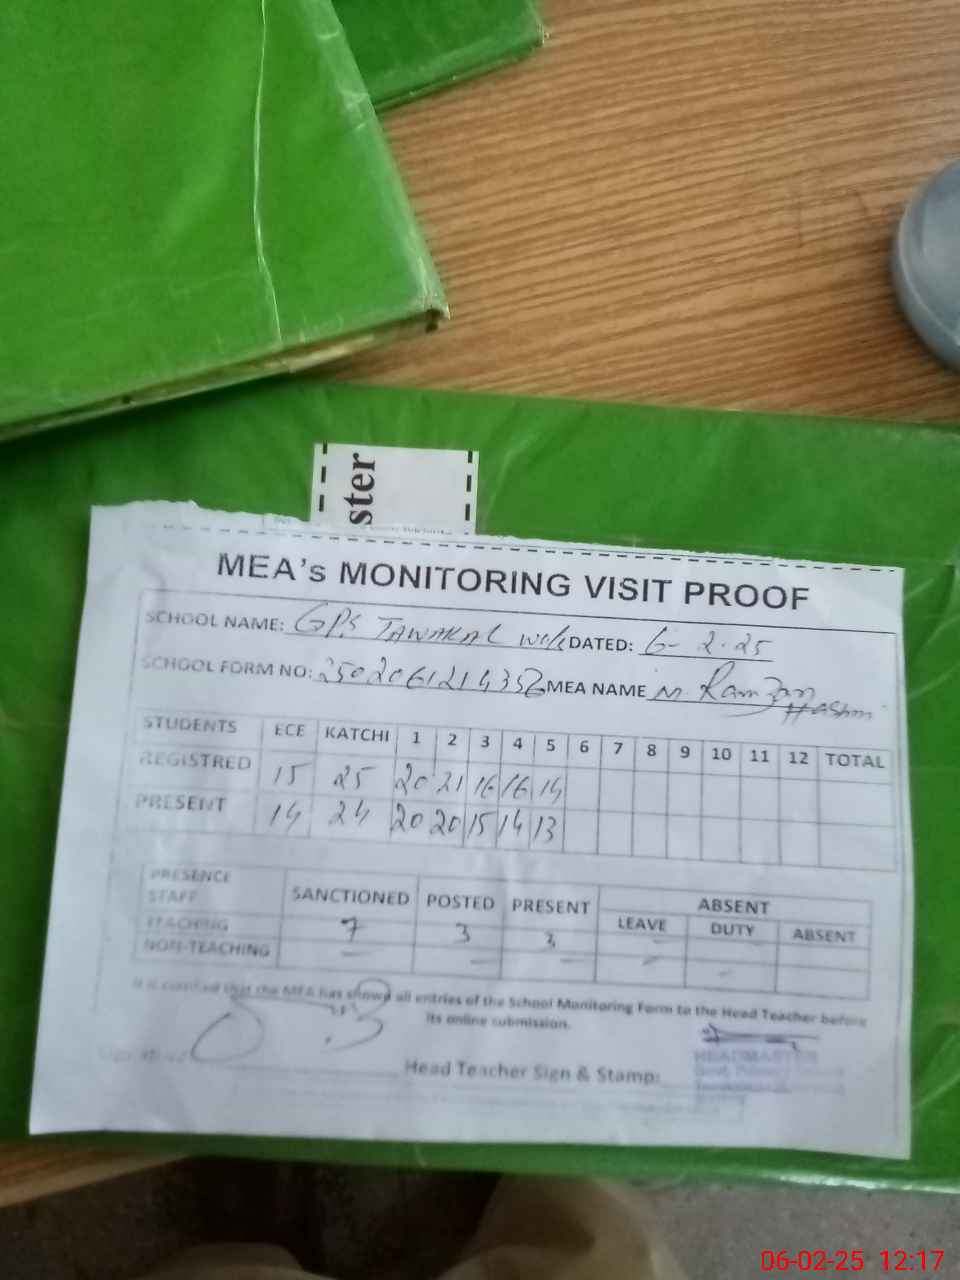 ster
MEA's MONITORING VISIT PROOF
SCHOOL NAME: GPS TAWAKAL DATED: 6-2-25
SCHOOL FORM NO: MEA NAME M. Ramzan Hashmi
STUDENTS ECE KATCHI 1 2 3 4 5 6 7 8 9 10 11 12 TOTAL
REGISTRED 15 25 20 21 16 16 14
PRESENT 14 24 20 20 15 14 13
PRESENCE STAFF SANCTIONED POSTED PRESENT ABSENT
LEAVE DUTY ABSENT
TEACHING 7 3 3 –
NON-TEACHING – – – – –
It is certified that the MEA has shown all entries of the School Monitoring Form to the Head Teacher before
its online submission.
Head Teacher Sign & Stamp:
HEADMASTER
06-02-25 12:17